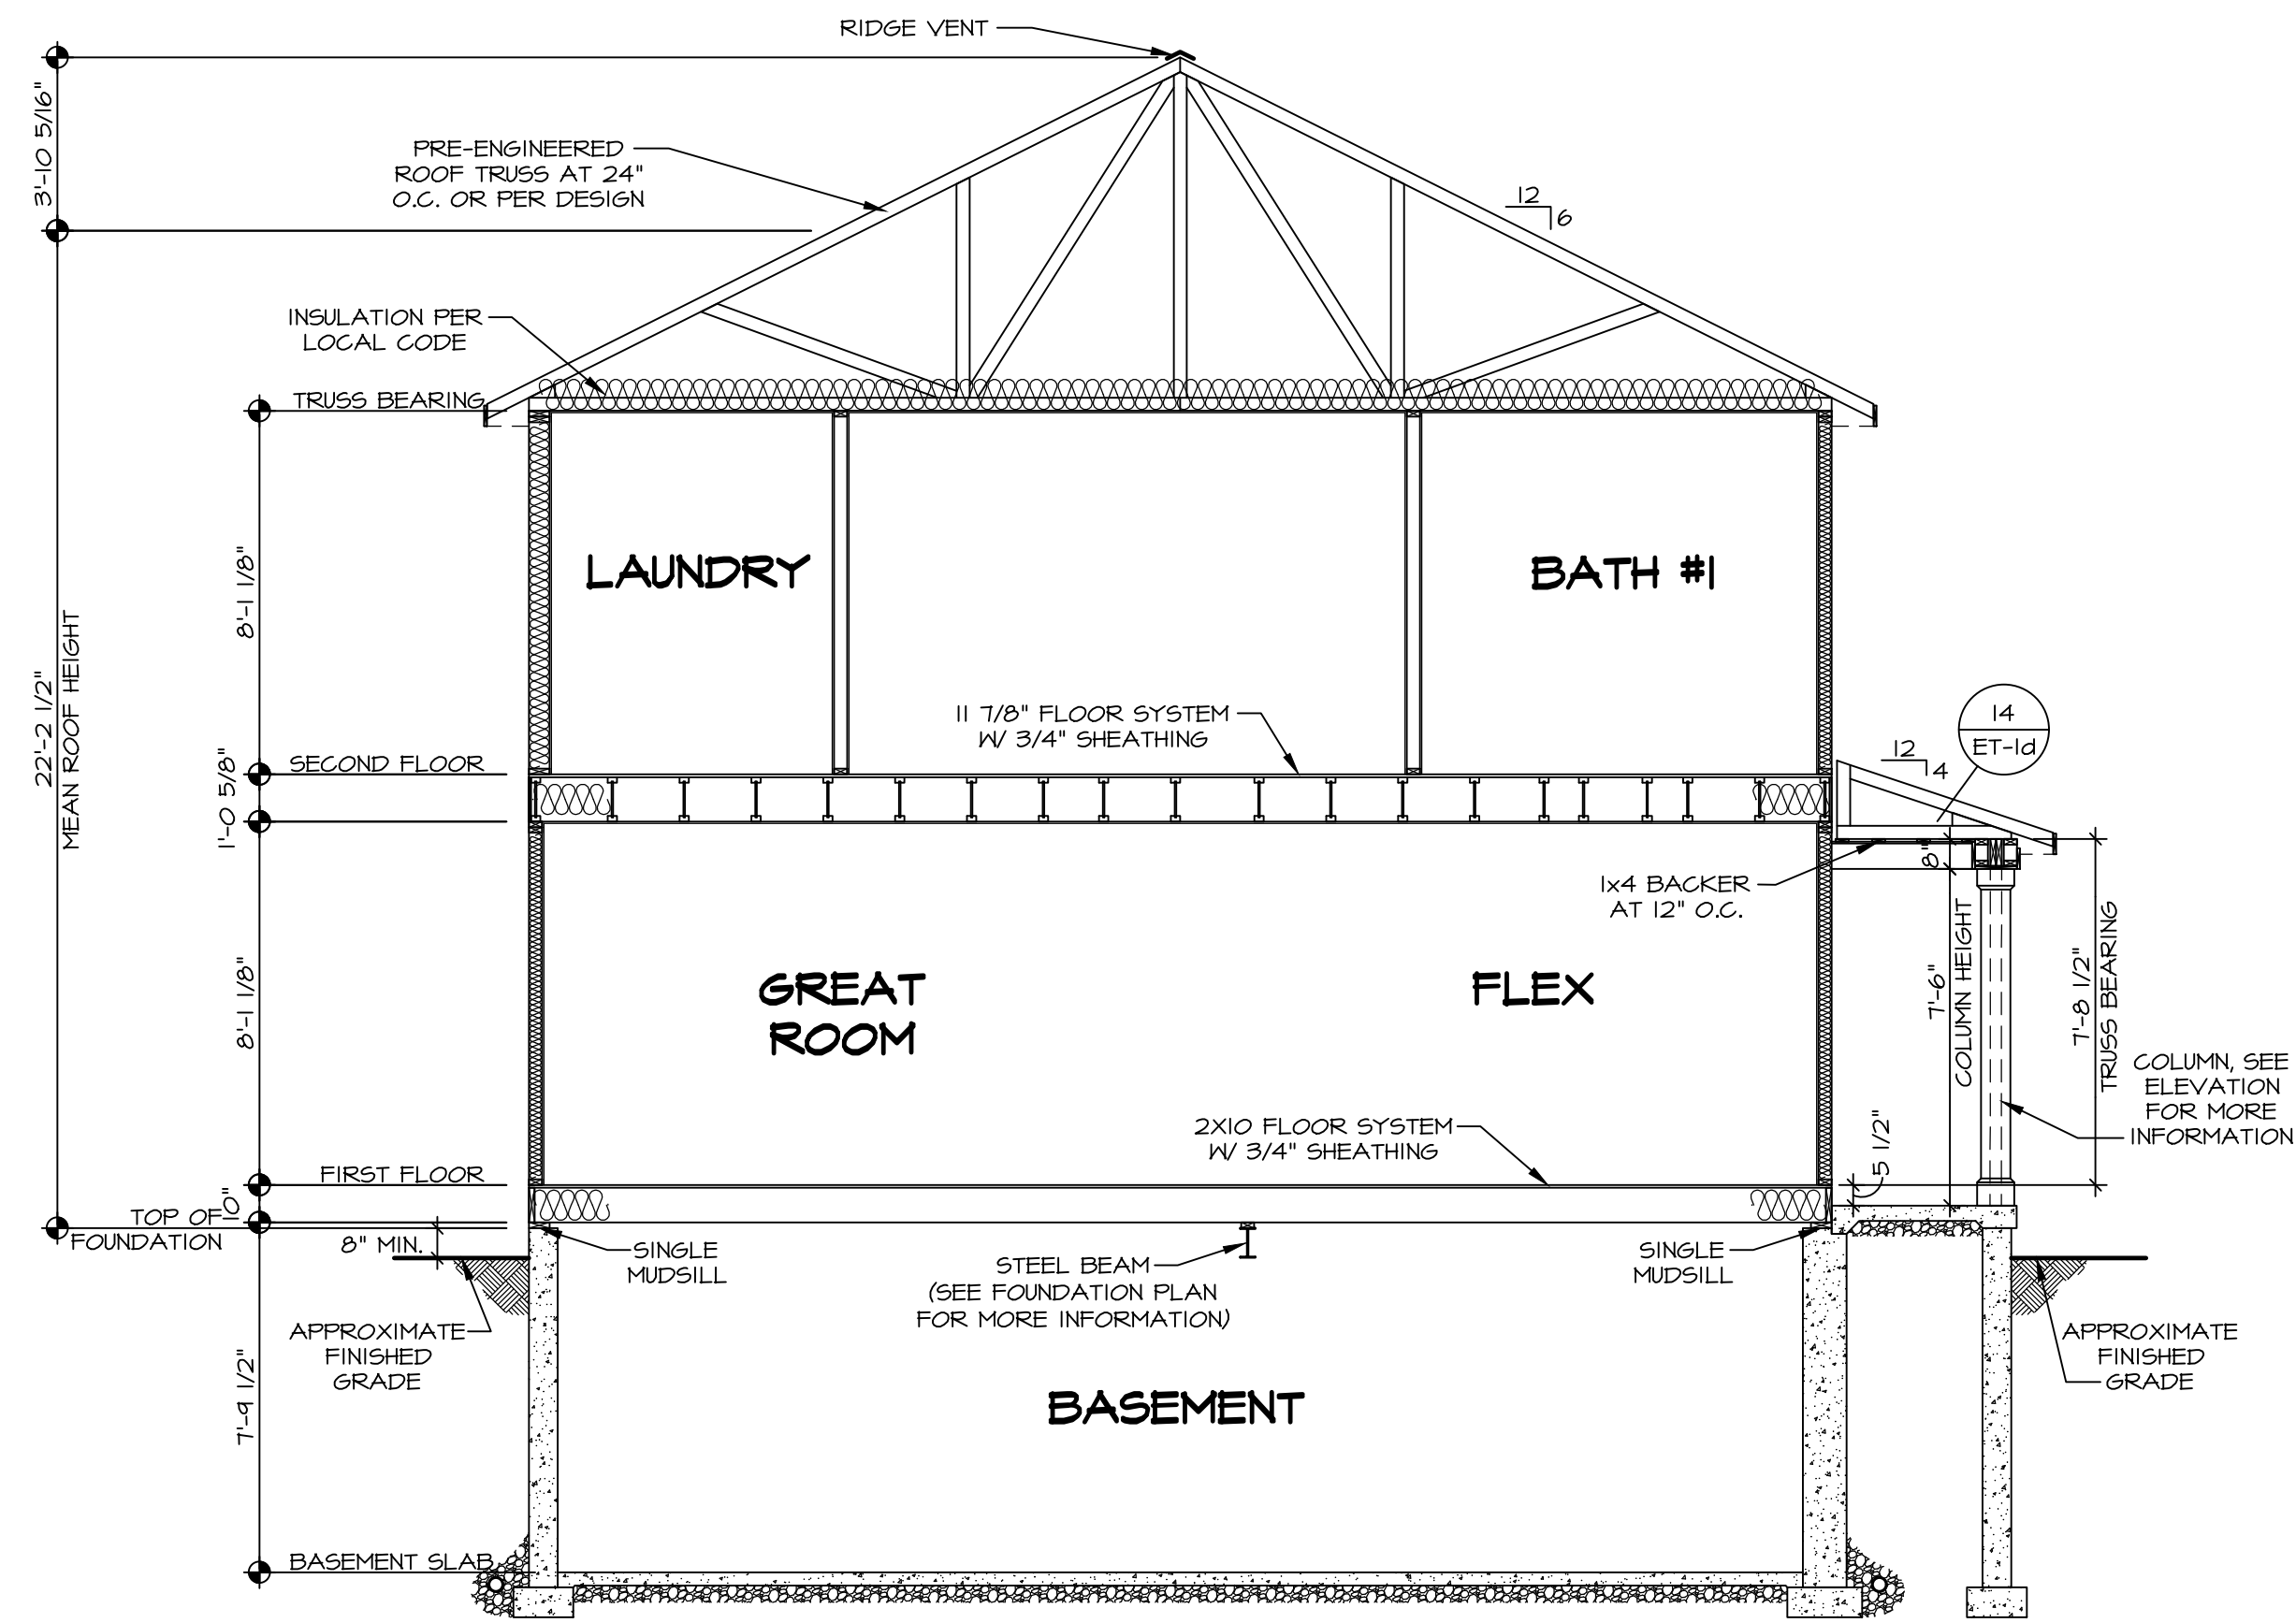 RIDGE VENT
3'-10 5/16"
PRE-ENGINEERED
ROOF TRUSS AT 24"
O.C. OR PER DESIGN
12
6
INSULATION PER
LOCAL CODE
TRUSS BEARING
8'-1 1/8"
LAUNDRY
BATH #1
22'-2 1/2"
MEAN ROOF HEIGHT
11 7/8" FLOOR SYSTEM
W/ 3/4" SHEATHING
14
ET-1d
12
4
SECOND FLOOR
1'-0 5/8"
8"
1x4 BACKER
AT 12" O.C.
8'-1 1/8"
GREAT
ROOM
FLEX
7'-6"
COLUMN HEIGHT
7'-8 1/2"
TRUSS BEARING
COLUMN, SEE
ELEVATION
FOR MORE
INFORMATION
2X10 FLOOR SYSTEM
W/ 3/4" SHEATHING
5 1/2"
FIRST FLOOR
10"
TOP OF
FOUNDATION
8" MIN.
SINGLE
MUDSILL
STEEL BEAM
(SEE FOUNDATION PLAN
FOR MORE INFORMATION)
SINGLE
MUDSILL
APPROXIMATE
FINISHED
GRADE
APPROXIMATE
FINISHED
GRADE
7'-9 1/2"
BASEMENT
BASEMENT SLAB